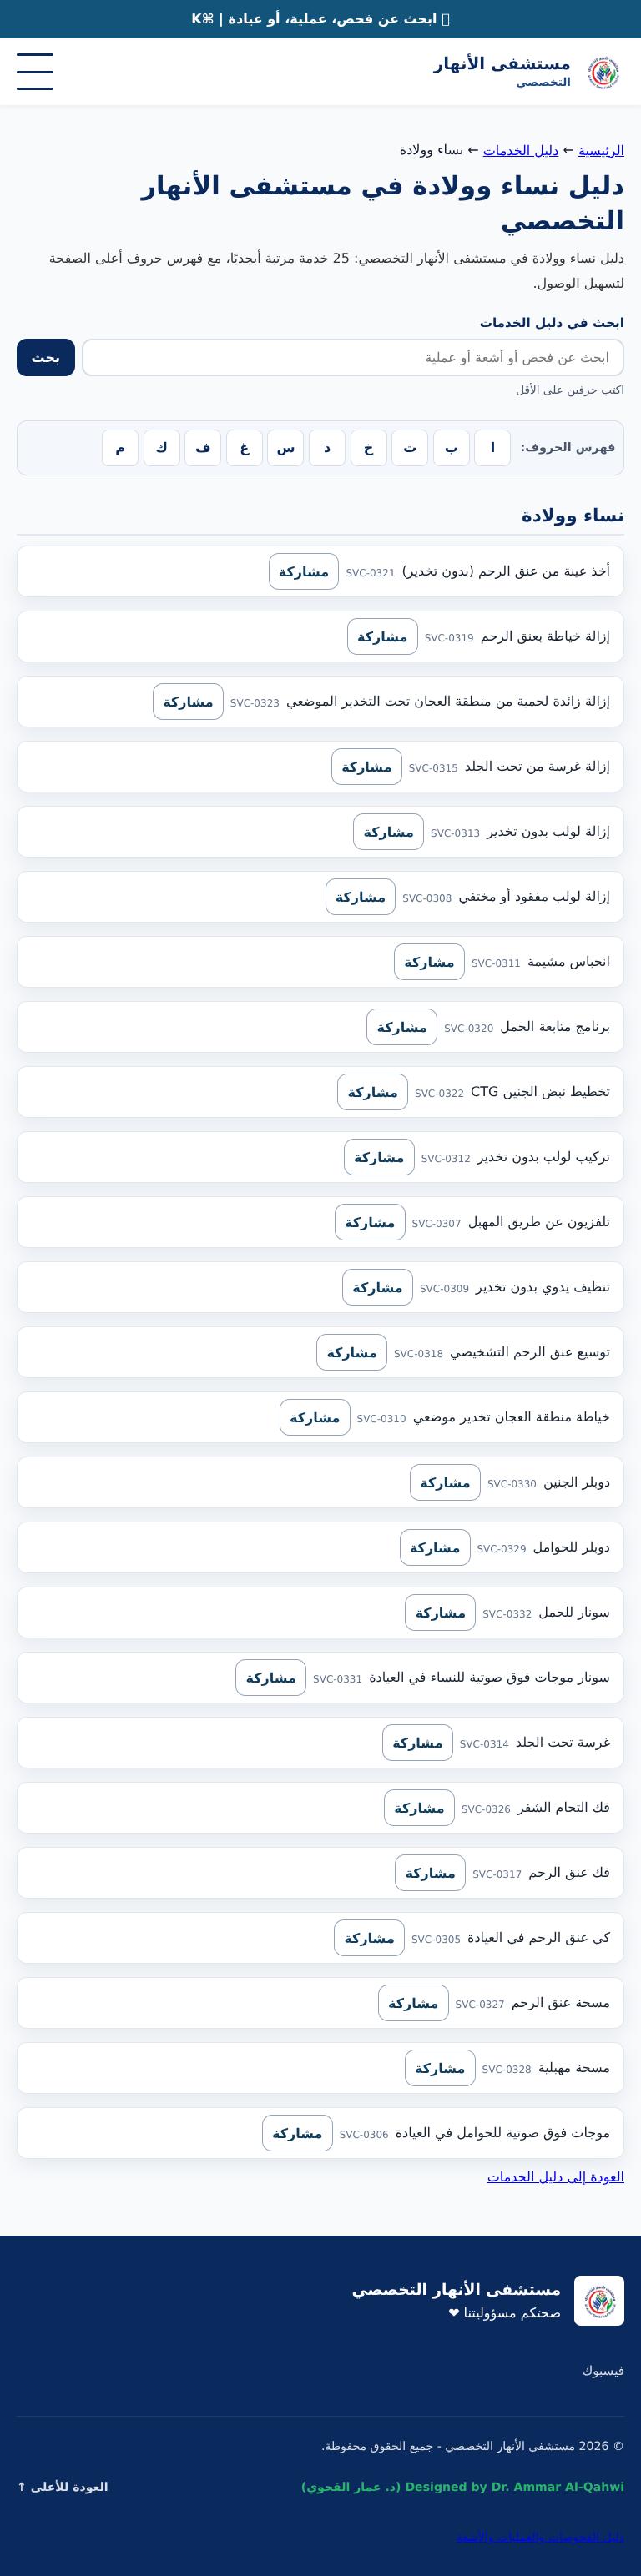 ابحث عن فحص، عملية، أو عيادة | ⌘K
مستشفى الأنهار
التخصصي
الرئيسية ← دليل الخدمات ← نساء وولادة
دليل نساء وولادة في مستشفى الأنهار
التخصصي
دليل نساء وولادة في مستشفى الأنهار التخصصي: 25 خدمة مرتبة أبجديًا، مع فهرس حروف أعلى الصفحة
لتسهيل الوصول.
ابحث في دليل الخدمات
ابحث عن فحص أو أشعة أو عملية
بحث
اكتب حرفين على الأقل
فهرس الحروف: ا ب ت خ د س غ ف ك م
نساء وولادة
أخذ عينة من عنق الرحم (بدون تخدير) SVC-0321 مشاركة
إزالة خياطة بعنق الرحم SVC-0319 مشاركة
إزالة زائدة لحمية من منطقة العجان تحت التخدير الموضعي SVC-0323 مشاركة
إزالة غرسة من تحت الجلد SVC-0315 مشاركة
إزالة لولب بدون تخدير SVC-0313 مشاركة
إزالة لولب مفقود أو مختفي SVC-0308 مشاركة
انحباس مشيمة SVC-0311 مشاركة
برنامج متابعة الحمل SVC-0320 مشاركة
تخطيط نبض الجنين CTG SVC-0322 مشاركة
تركيب لولب بدون تخدير SVC-0312 مشاركة
تلفزيون عن طريق المهبل SVC-0307 مشاركة
تنظيف يدوي بدون تخدير SVC-0309 مشاركة
توسيع عنق الرحم التشخيصي SVC-0318 مشاركة
خياطة منطقة العجان تخدير موضعي SVC-0310 مشاركة
دوبلر الجنين SVC-0330 مشاركة
دوبلر للحوامل SVC-0329 مشاركة
سونار للحمل SVC-0332 مشاركة
سونار موجات فوق صوتية للنساء في العيادة SVC-0331 مشاركة
غرسة تحت الجلد SVC-0314 مشاركة
فك التحام الشفر SVC-0326 مشاركة
فك عنق الرحم SVC-0317 مشاركة
كي عنق الرحم في العيادة SVC-0305 مشاركة
مسحة عنق الرحم SVC-0327 مشاركة
مسحة مهبلية SVC-0328 مشاركة
موجات فوق صوتية للحوامل في العيادة SVC-0306 مشاركة
العودة إلى دليل الخدمات
مستشفى الأنهار التخصصي
صحتكم مسؤوليتنا ❤
فيسبوك
© 2026 مستشفى الأنهار التخصصي - جميع الحقوق محفوظة.
Designed by Dr. Ammar Al-Qahwi (د. عمار القحوي)
العودة للأعلى ↑
دليل الفحوصات والعمليات والأشعة